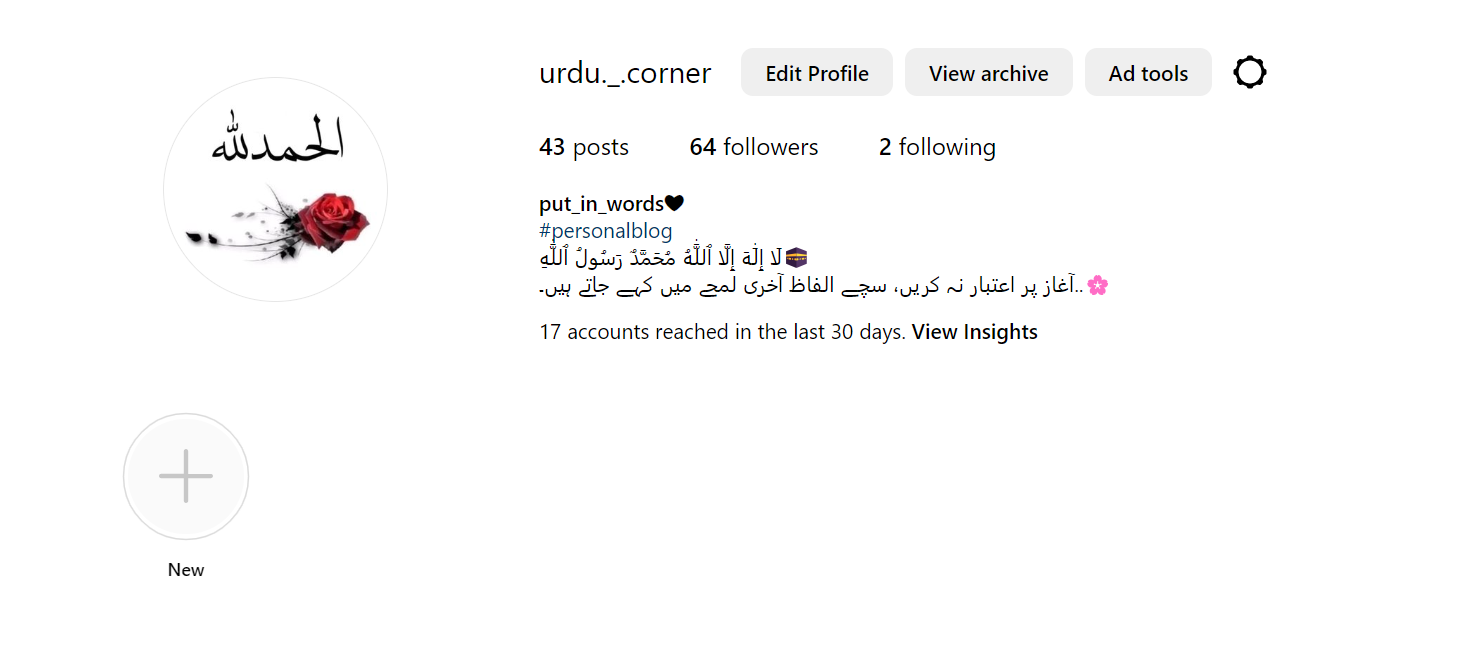 الحمدلله
urdu._.corner Edit Profile View archive Ad tools
43 posts 64 followers 2 following
put_in_words🖤
#personalblog
🕋لَا إِلٰهَ إِلَّا ٱللَّٰهُ مُحَمَّدٌ رَسُولُ ٱللَّٰهِ
🌸..آغاز پر اعتبار نہ کریں، سچے الفاظ آخری لمحے میں کہے جاتے ہیں۔
17 accounts reached in the last 30 days. View Insights
New